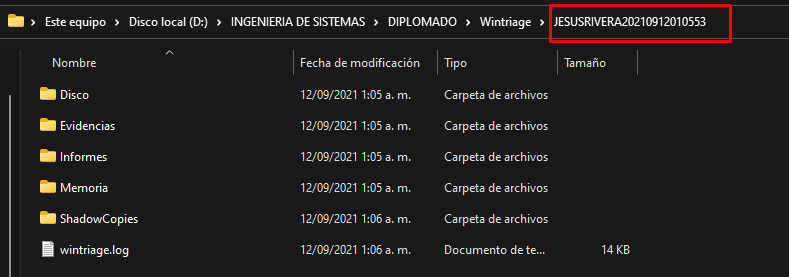 Este equipo > Disco local (D:) > INGENIERIA DE SISTEMAS > DIPLOMADO > Wintriage > JESUSRIVERA20210912010553
Nombre Fecha de modificación Tipo Tamaño
Disco 12/09/2021 1:05 a. m. Carpeta de archivos
Evidencias 12/09/2021 1:05 a. m. Carpeta de archivos
Informes 12/09/2021 1:05 a. m. Carpeta de archivos
Memoria 12/09/2021 1:05 a. m. Carpeta de archivos
ShadowCopies 12/09/2021 1:06 a. m. Carpeta de archivos
wintriage.log 12/09/2021 1:06 a. m. Documento de te... 14 KB